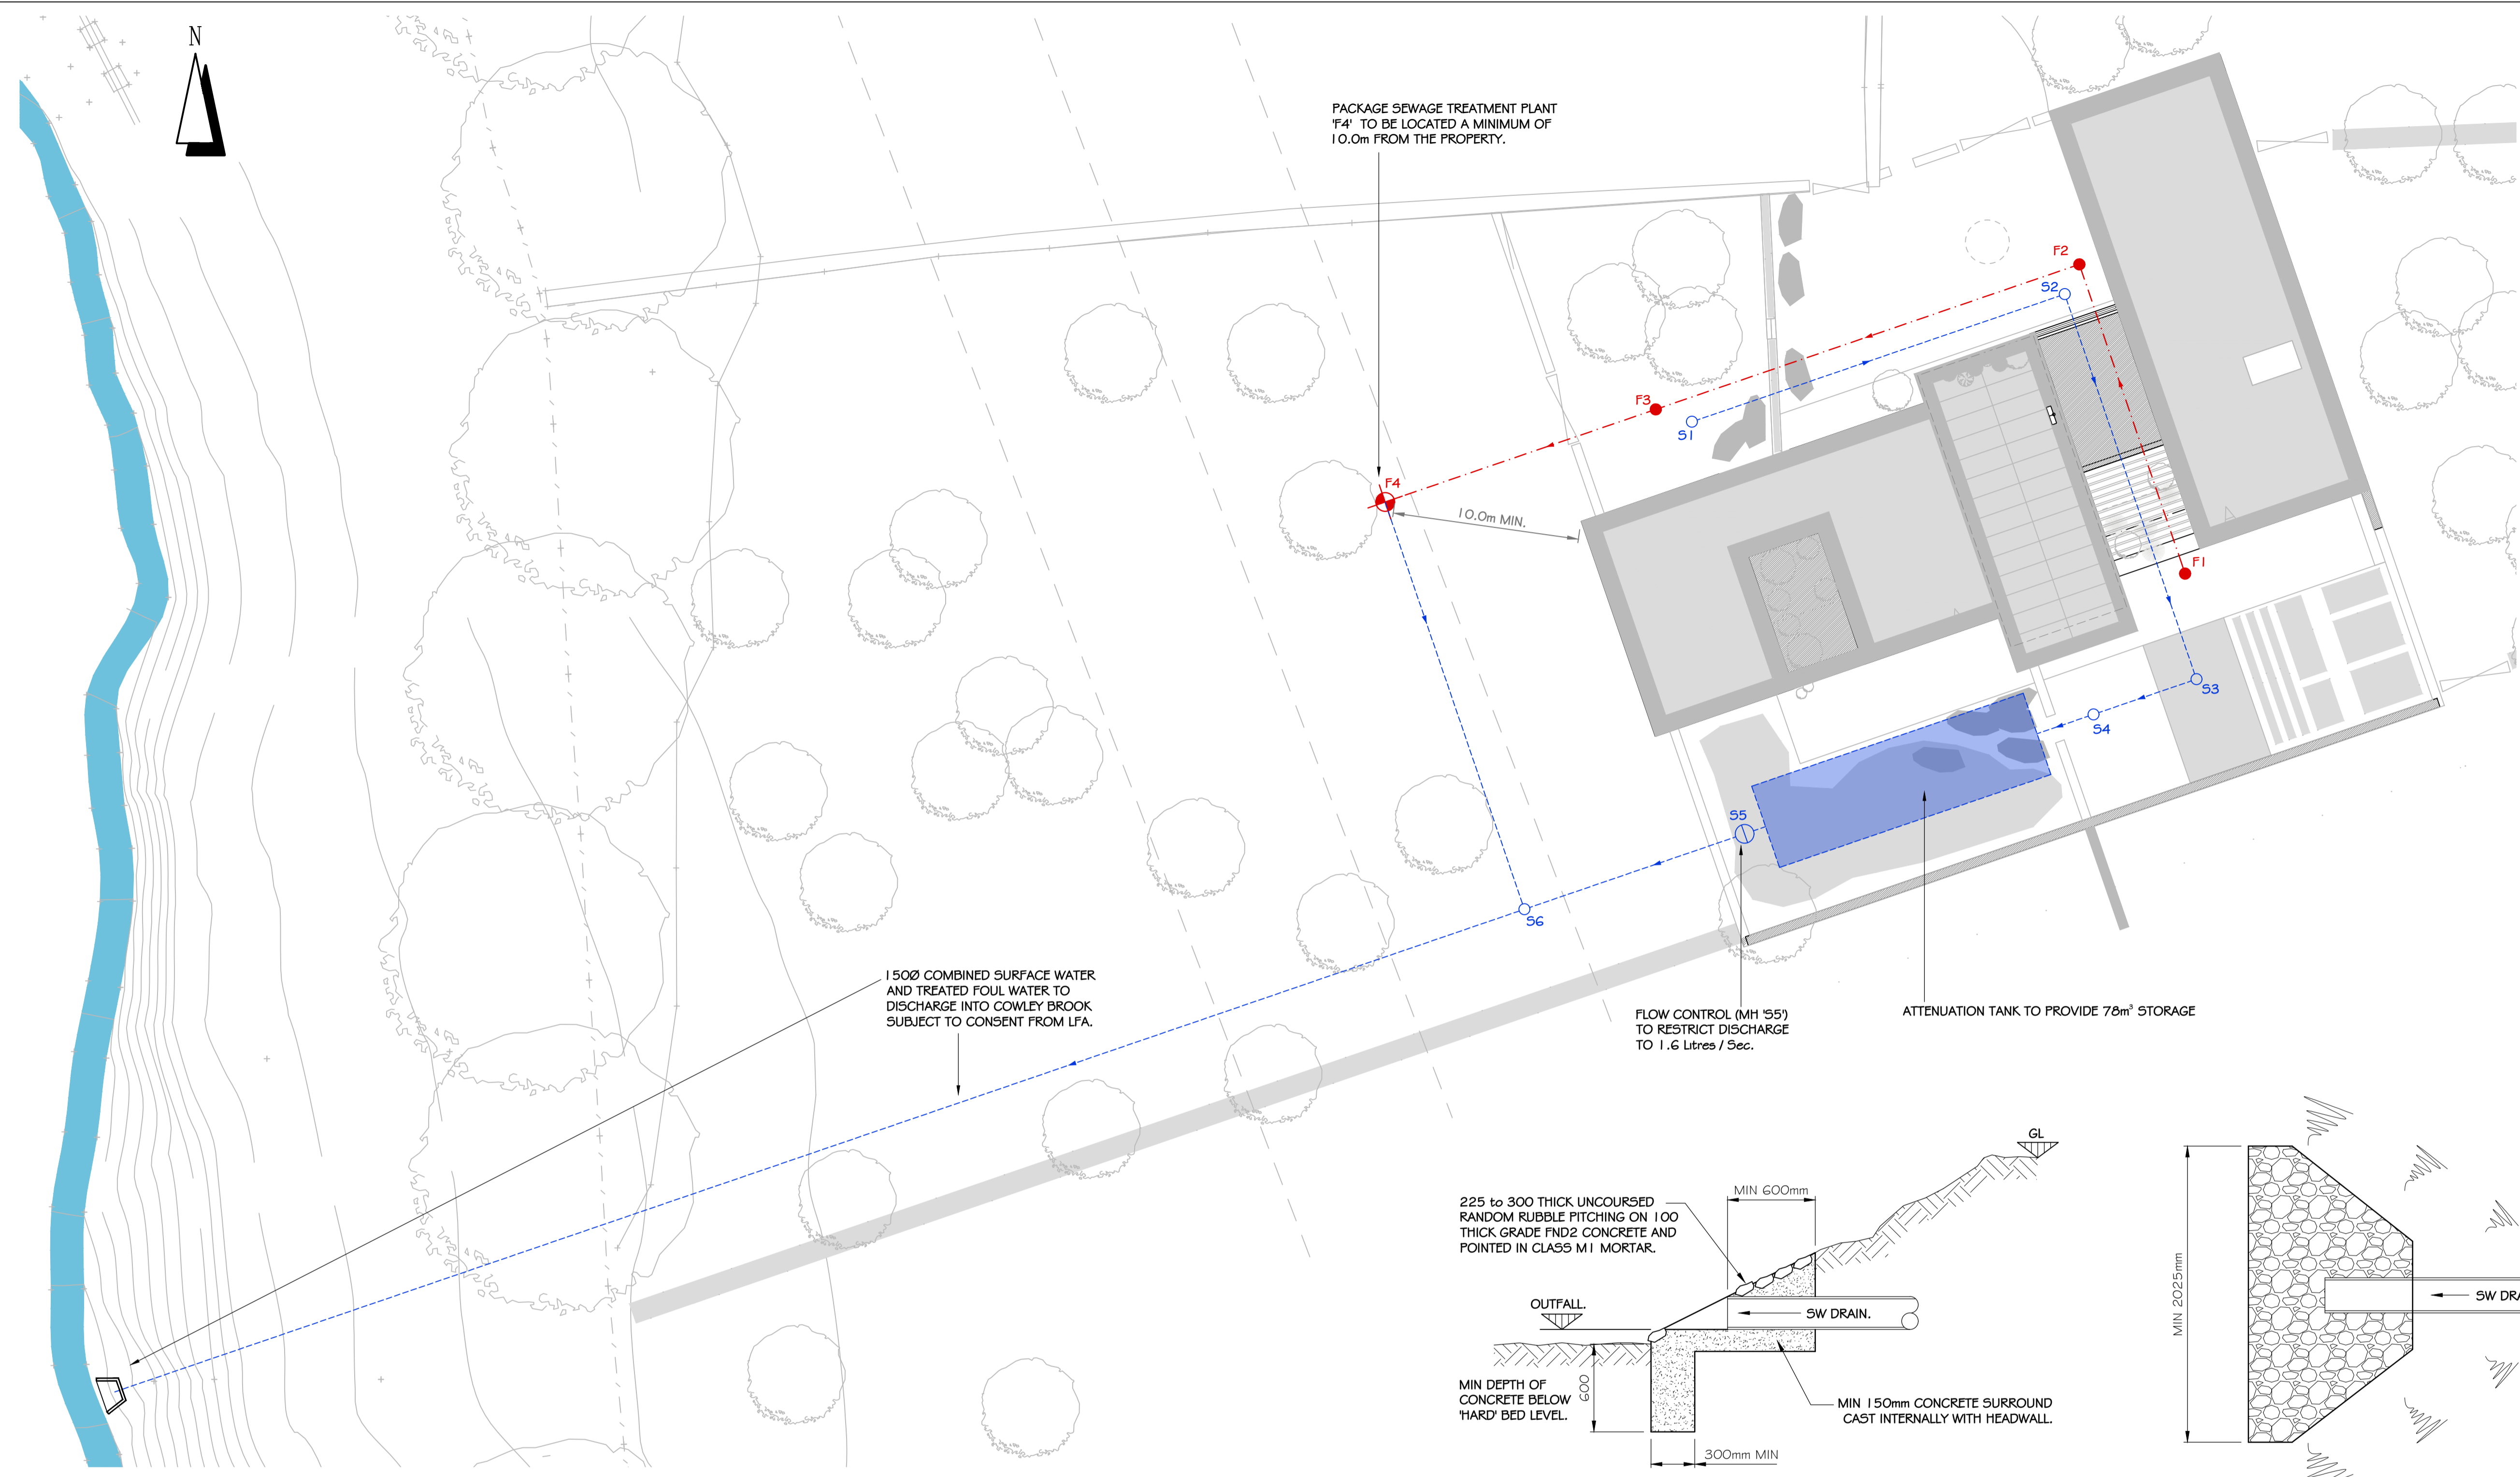 N
PACKAGE SEWAGE TREATMENT PLANT
'F4' TO BE LOCATED A MINIMUM OF
10.0m FROM THE PROPERTY.
F2
S2
F3
S1
F4
10.0m MIN.
F1
S3
S4
S5
S6
150Ø COMBINED SURFACE WATER
AND TREATED FOUL WATER TO
DISCHARGE INTO COWLEY BROOK
SUBJECT TO CONSENT FROM LFA.
FLOW CONTROL (MH 'S5')
TO RESTRICT DISCHARGE
TO 1.6 Litres / Sec.
ATTENUATION TANK TO PROVIDE 78m³ STORAGE
GL
MIN 600mm
225 to 300 THICK UNCOURSED
RANDOM RUBBLE PITCHING ON 100
THICK GRADE FND2 CONCRETE AND
POINTED IN CLASS M1 MORTAR.
OUTFALL.
SW DRAIN.
MIN DEPTH OF
CONCRETE BELOW
'HARD' BED LEVEL.
600
MIN 150mm CONCRETE SURROUND
CAST INTERNALLY WITH HEADWALL.
300mm MIN
MIN 2025mm
SW DRA